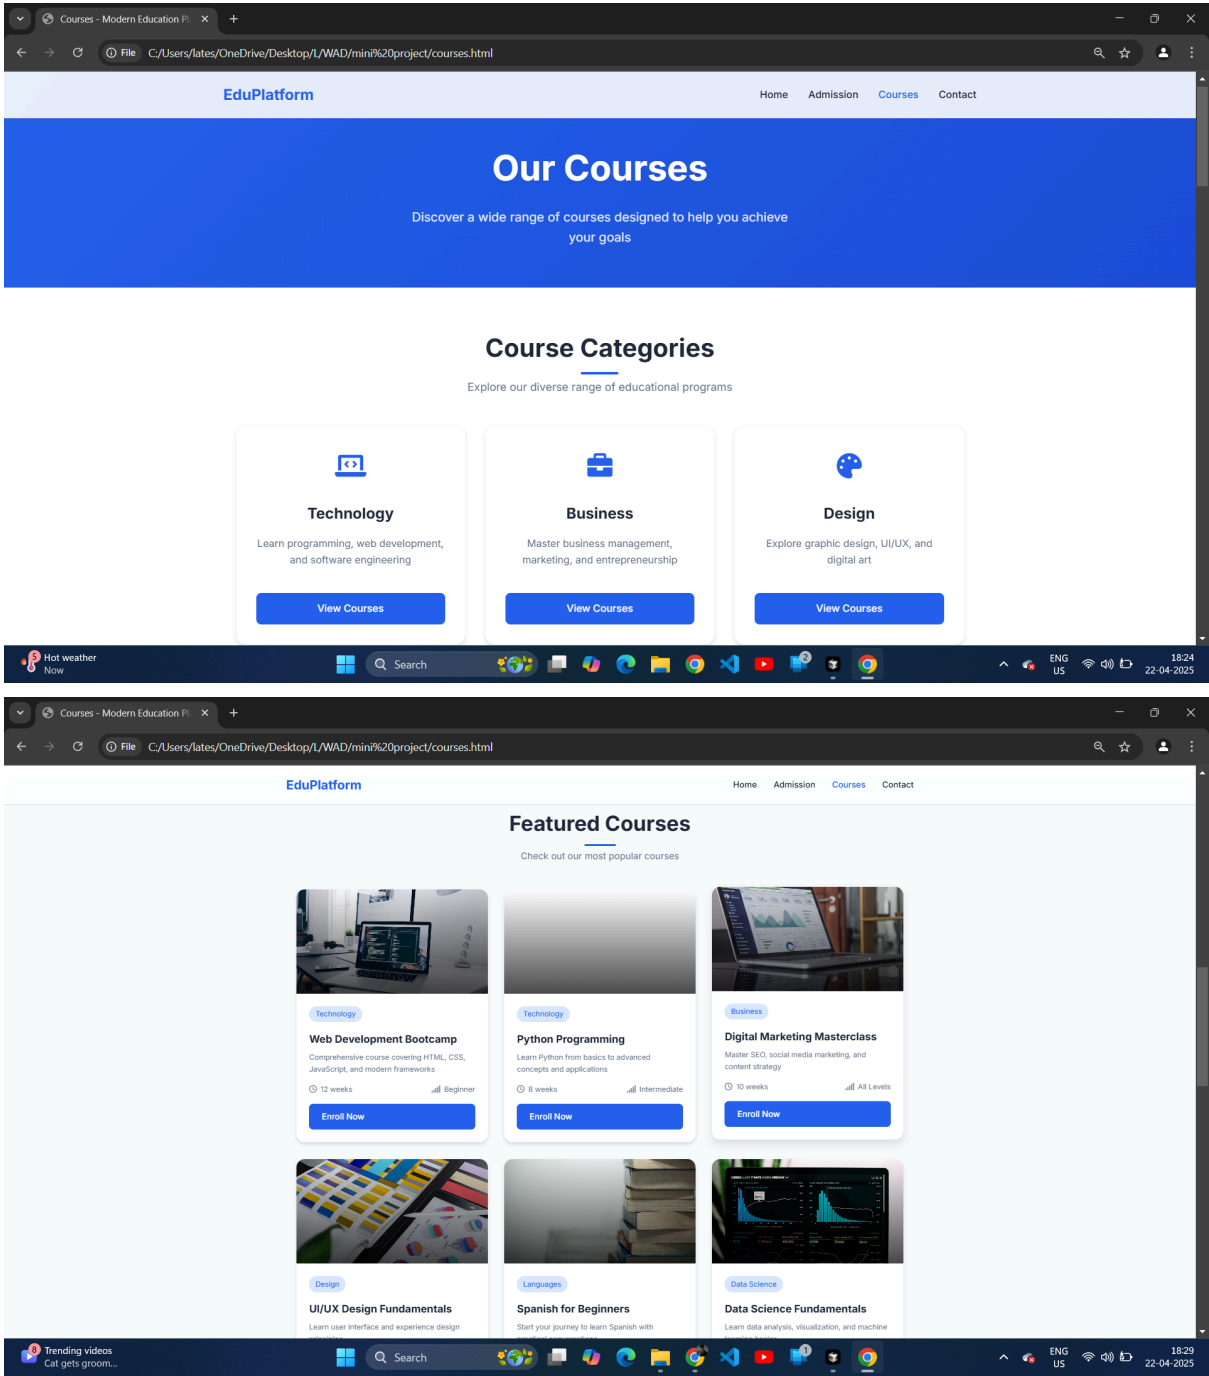 Courses - Modern Education Pl
File C:/Users/lates/OneDrive/Desktop/L/WAD/mini%20project/courses.html
EduPlatform Home Admission Courses Contact
Our Courses
Discover a wide range of courses designed to help you achieve
your goals
Course Categories
Explore our diverse range of educational programs
Technology Business Design
Learn programming, web development, Master business management, Explore graphic design, UI/UX, and
and software engineering marketing, and entrepreneurship digital art
View Courses View Courses View Courses
5 Hot weather
Now
Search
2
ENG
US
18:24
22-04-2025
Courses - Modern Education Pl
File C:/Users/lates/OneDrive/Desktop/L/WAD/mini%20project/courses.html
EduPlatform Home Admission Courses Contact
Featured Courses
Check out our most popular courses
Technology
Web Development Bootcamp
Comprehensive course covering HTML, CSS,
JavaScript, and modern frameworks
12 weeks Beginner
Enroll Now
Technology
Python Programming
Learn Python from basics to advanced
concepts and applications
8 weeks Intermediate
Enroll Now
Business
Digital Marketing Masterclass
Master SEO, social media marketing, and
content strategy
10 weeks All Levels
Enroll Now
Design
UI/UX Design Fundamentals
Learn user interface and experience design
Languages
Spanish for Beginners
Start your journey to learn Spanish with
Data Science
Data Science Fundamentals
Learn data analysis, visualization, and machine
8 Trending videos
Cat gets groom...
Search
1
ENG
US
18:29
22-04-2025